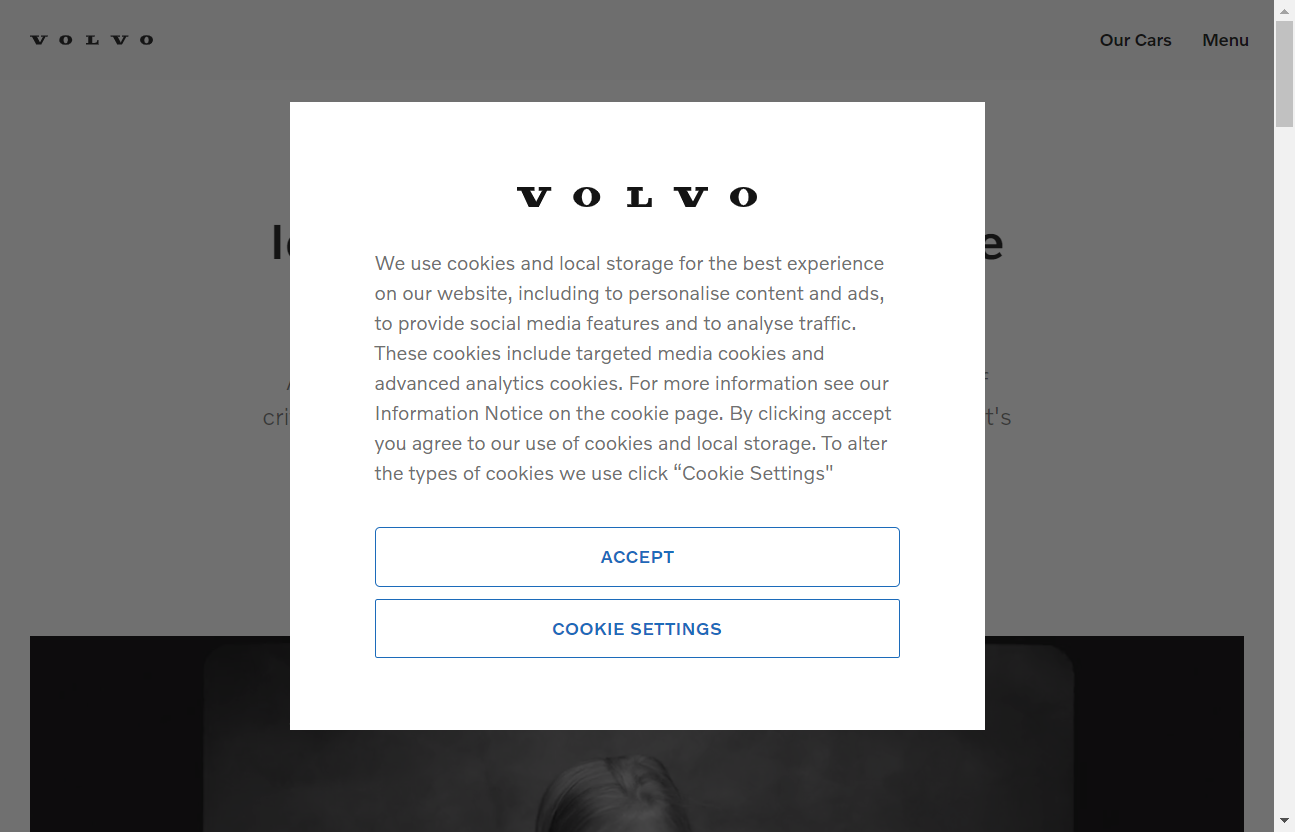 VOLVO
Our Cars
Menu
VOLVO
We use cookies and local storage for the best experience
on our website, including to personalise content and ads,
to provide social media features and to analyse traffic.
These cookies include targeted media cookies and
advanced analytics cookies. For more information see our
Information Notice on the cookie page. By clicking accept
you agree to our use of cookies and local storage. To alter
the types of cookies we use click “Cookie Settings"
ACCEPT
COOKIE SETTINGS